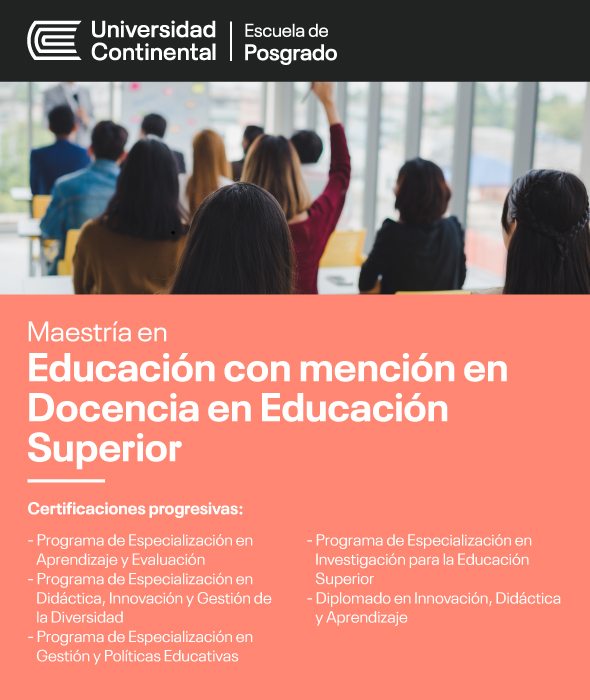 Universidad
Continental
Escuela de
Posgrado
Maestría en
Educación con mención en
Docencia en Educación
Superior
Certificaciones progresivas:
- Programa de Especialización en
Aprendizaje y Evaluación
- Programa de Especialización en
Didáctica, Innovación y Gestión de
la Diversidad
- Programa de Especialización en
Gestión y Políticas Educativas
- Programa de Especialización en
Investigación para la Educación
Superior
- Diplomado en Innovación, Didáctica
y Aprendizaje